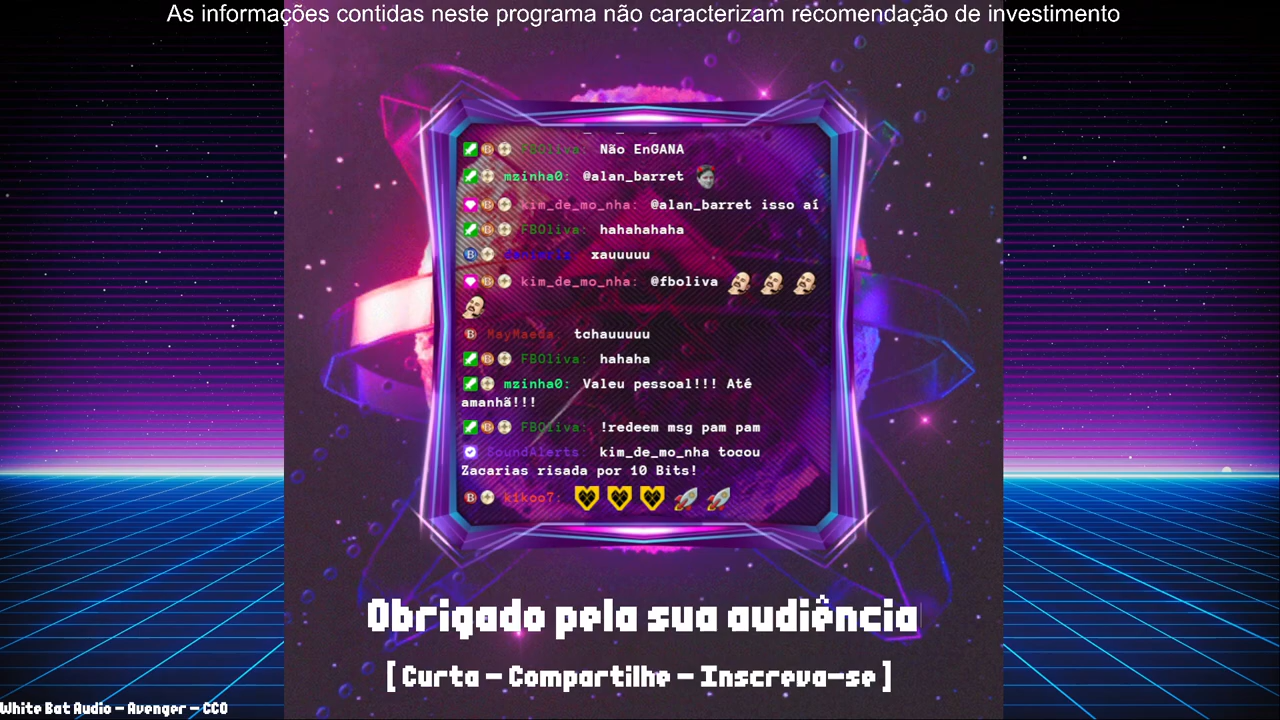 As informações contidas neste programa não caracterizam recomendação de investimento
FBOliva: Não EnGANA
mzinha0: @alan_barret
kim_de_mo_nha: @alan_barret isso aí
FBOliva: hahahahaha
xauuuuu
kim_de_mo_nha: @fboliva
MayMaeda: tchauuuuu
FBOliva: hahaha
mzinha0: Valeu pessoal!!! Até
amanhã!!!
FBOliva: !redeem msg pam pam
SoundAlerts: kim_de_mo_nha tocou
Zacarias risada por 10 Bits!
kikoo7:
Obrigado pela sua audiência
[ Curta - Compartilhe - Inscreva-se ]
White Bat Audio - Avenger - CC0